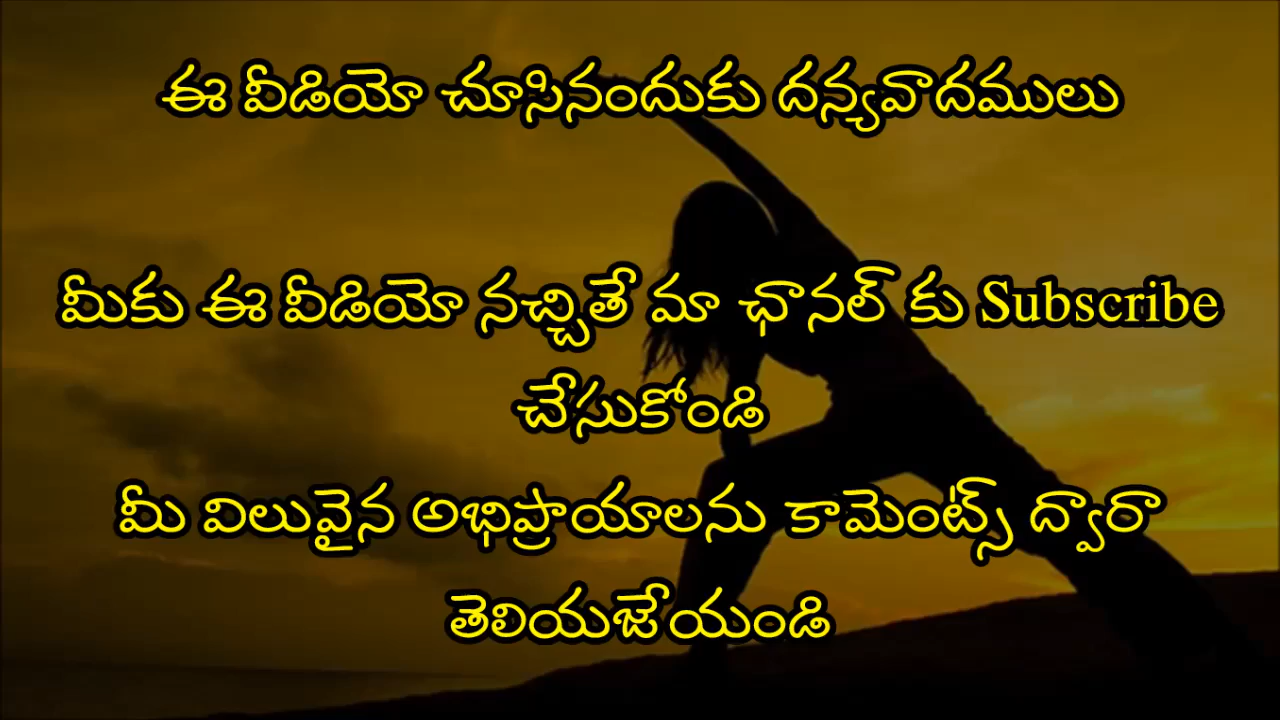 ఈ వీడియో చూసినందుకు దన్యవాదములు
మీకు ఈ వీడియో నచ్చితే మా ఛానల్ కు Subscribe
చేసుకోండి
మీ విలువైన అభిప్రాయాలను కామెంట్స్ ద్వారా
తెలియజేయండి